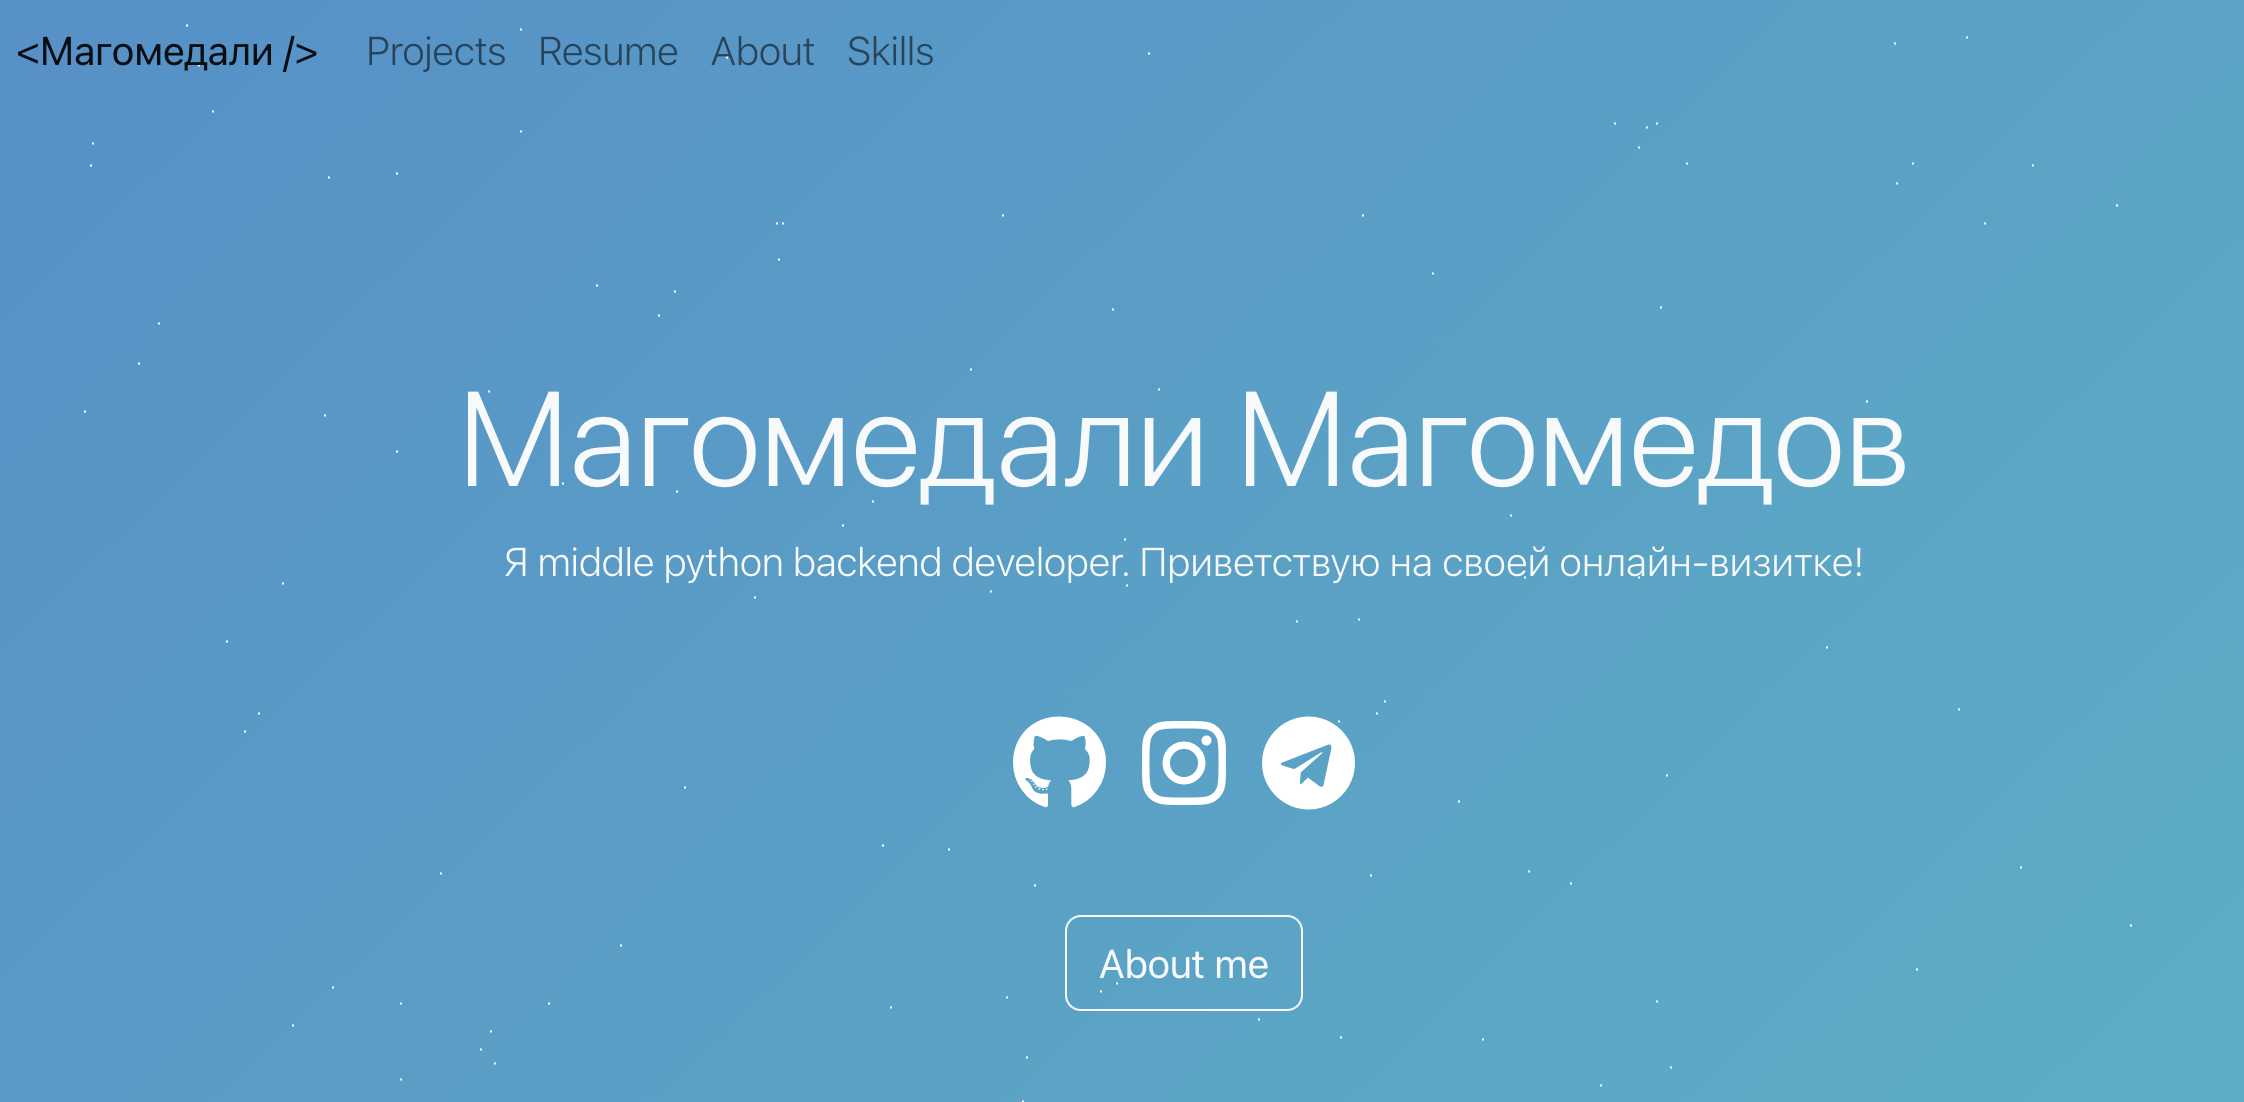 <Магомедали /> Projects Resume About Skills
Магомедали Магомедов
Я middle python backend developer. Приветствую на своей онлайн-визитке!
About me